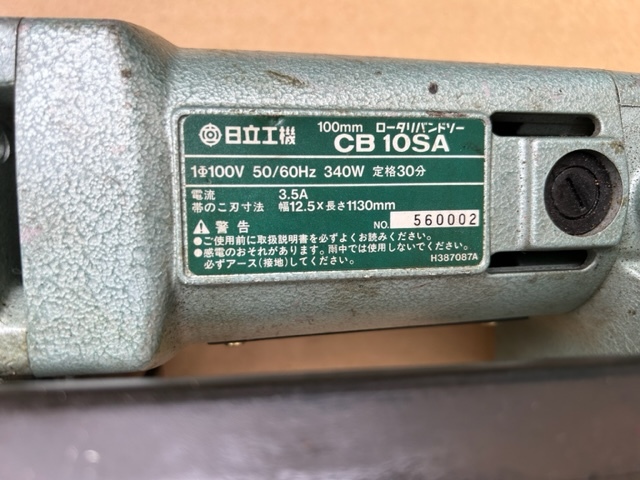 日立工機 100mm ロータリバンドソー
CB 10SA
1Φ100V 50/60Hz 340W 定格30分
電流 3.5A
帯のこ刃寸法 幅12.5×長さ1130mm
警告 NO. 560002
●ご使用前に取扱説明書を必ずよくお読みください。
●感電のおそれがあります。雨中では使用しないでください。
必ずアース(接地)してください。 H387087A